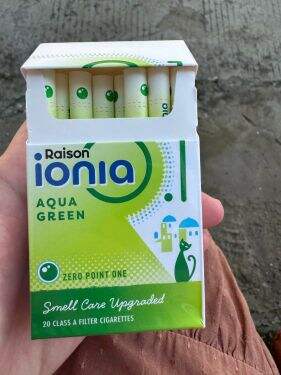 Raison
ionia
AQUA
GREEN
ZERO POINT ONE
Smell Care Upgraded
20 CLASS A FILTER CIGARETTES